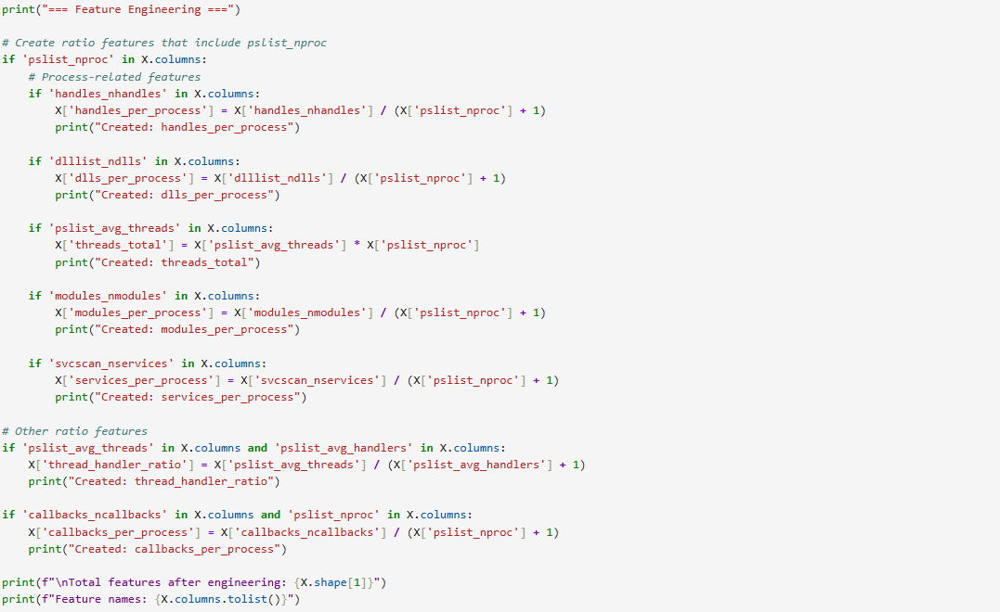 print("=== Feature Engineering ===")
# Create ratio features that include pslist_nproc
if 'pslist_nproc' in X.columns:
    # Process-related features
    if 'handles_nhandles' in X.columns:
        X['handles_per_process'] = X['handles_nhandles'] / (X['pslist_nproc'] + 1)
        print("Created: handles_per_process")
    if 'dlllist_ndlls' in X.columns:
        X['dlls_per_process'] = X['dlllist_ndlls'] / (X['pslist_nproc'] + 1)
        print("Created: dlls_per_process")
    if 'pslist_avg_threads' in X.columns:
        X['threads_total'] = X['pslist_avg_threads'] * X['pslist_nproc']
        print("Created: threads_total")
    if 'modules_nmodules' in X.columns:
        X['modules_per_process'] = X['modules_nmodules'] / (X['pslist_nproc'] + 1)
        print("Created: modules_per_process")
    if 'svcscan_nservices' in X.columns:
        X['services_per_process'] = X['svcscan_nservices'] / (X['pslist_nproc'] + 1)
        print("Created: services_per_process")
# Other ratio features
if 'pslist_avg_threads' in X.columns and 'pslist_avg_handlers' in X.columns:
    X['thread_handler_ratio'] = X['pslist_avg_threads'] / (X['pslist_avg_handlers'] + 1)
    print("Created: thread_handler_ratio")
if 'callbacks_ncallbacks' in X.columns and 'pslist_nproc' in X.columns:
    X['callbacks_per_process'] = X['callbacks_ncallbacks'] / (X['pslist_nproc'] + 1)
    print("Created: callbacks_per_process")
print(f"\nTotal features after engineering: {X.shape[1]}")
print(f"Feature names: {X.columns.tolist()}")